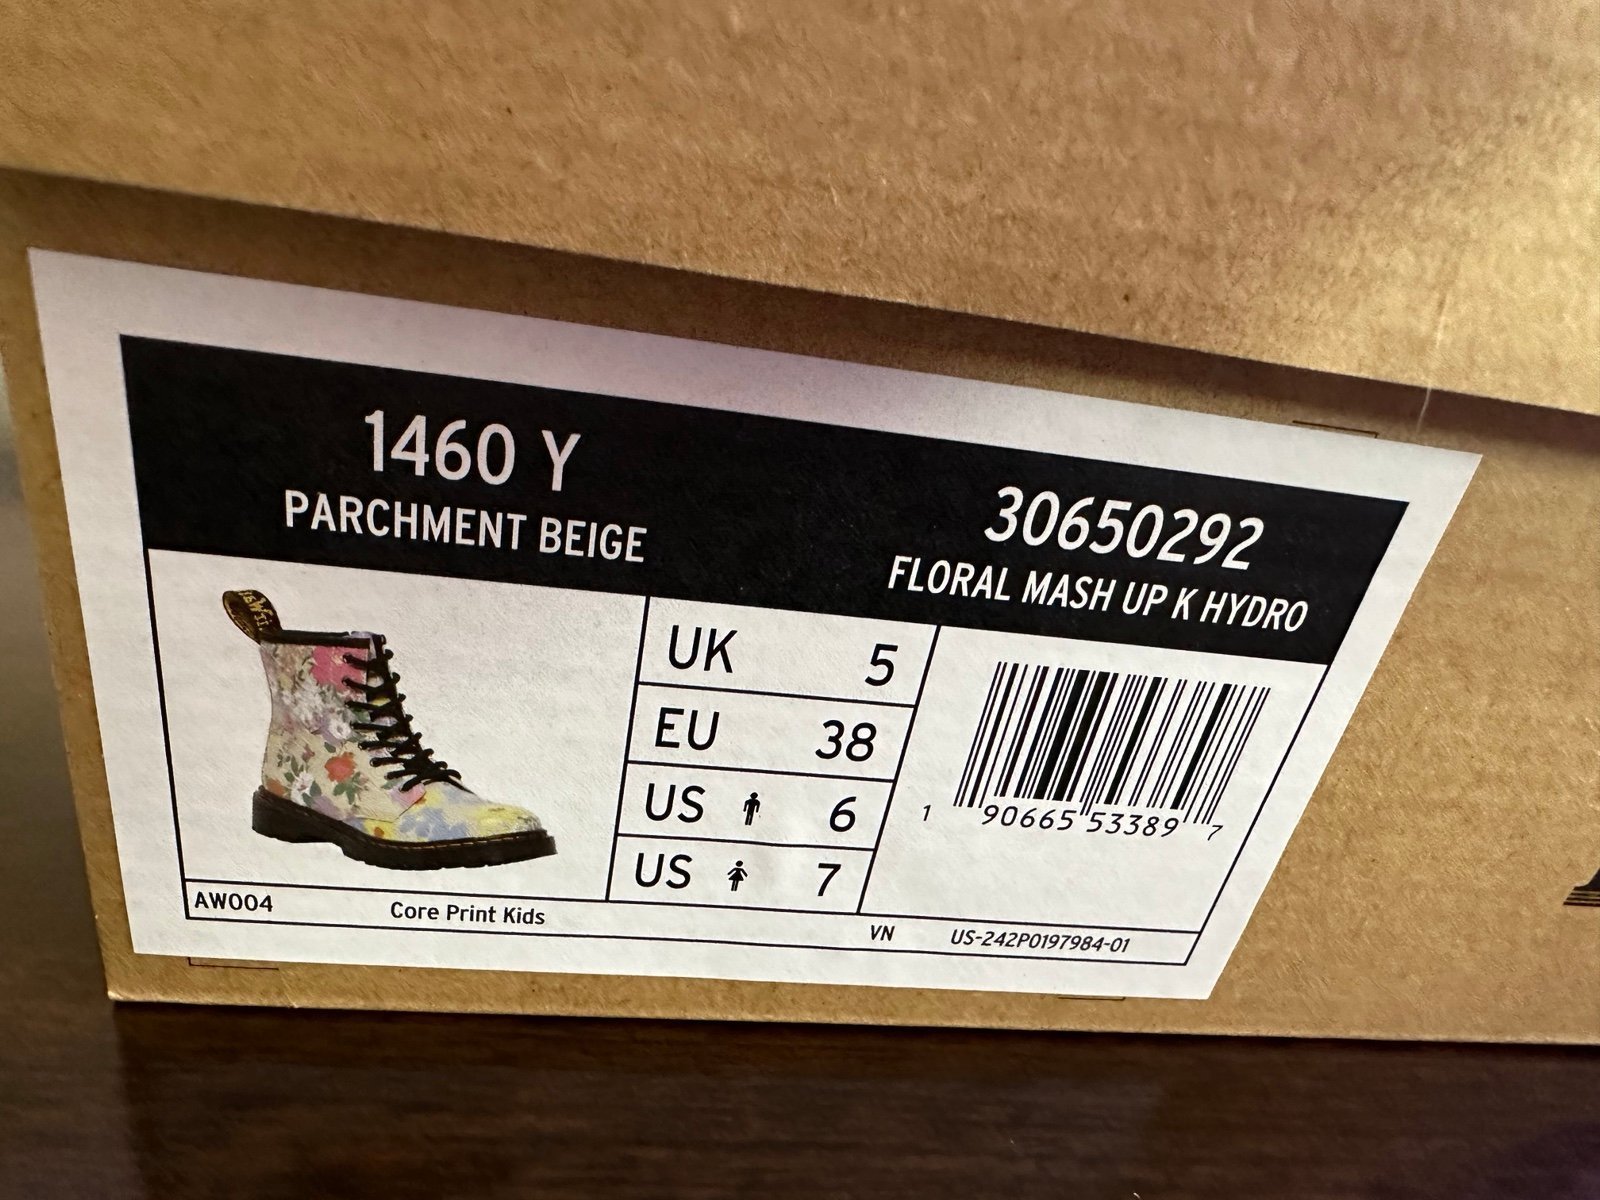 1460 Y
PARCHMENT BEIGE
30650292
FLORAL MASH UP K HYDRO
UK 5
EU 38
US 6
US 7
1 90665 53389 7
AW004
Core Print Kids
VN
US-242P0197984-01